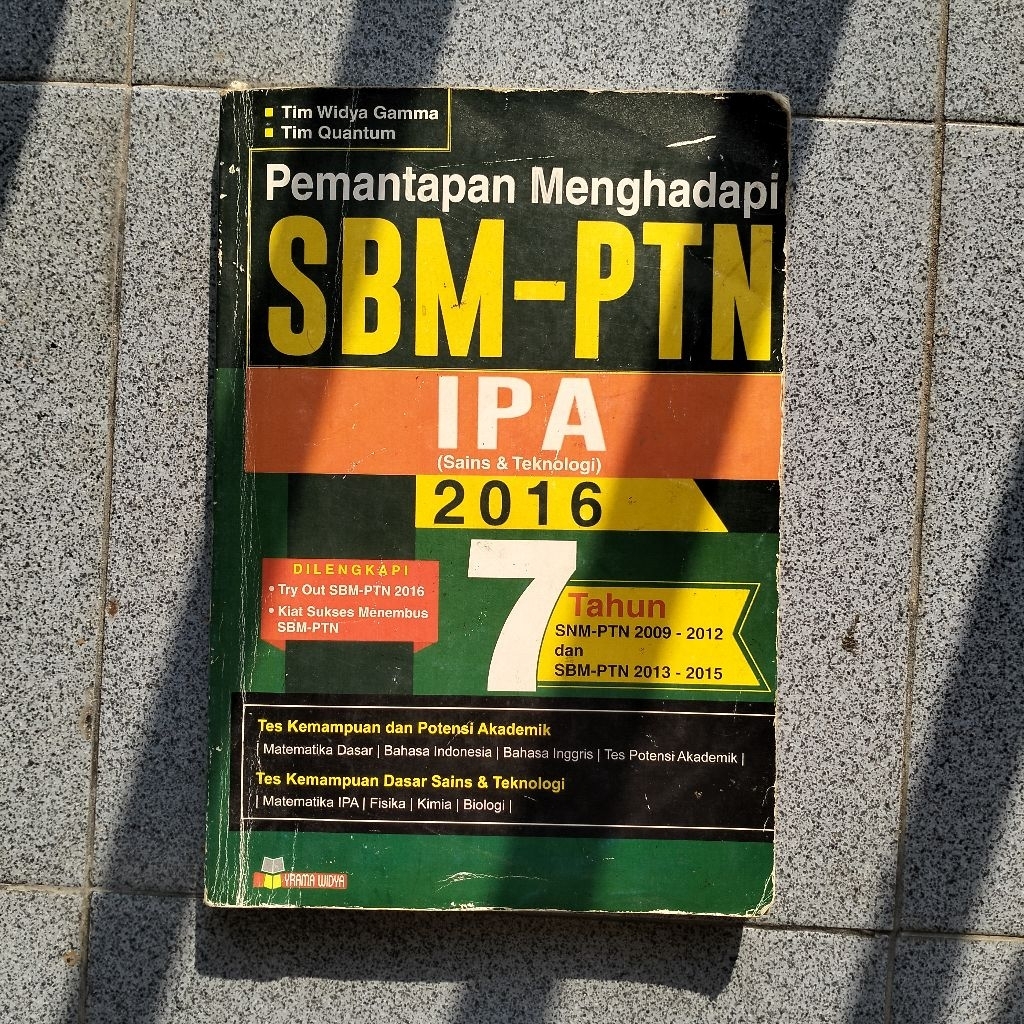 Tim Widya Gamma
Tim Quantum
Pemantapan Menghadapi
SBM-PTN
IPA
(Sains & Teknologi)
2016
DILENGKAPI
• Try Out SBM-PTN 2016
• Kiat Sukses Menembus
SBM-PTN
7
Tahun
SNM-PTN 2009 - 2012
dan
SBM-PTN 2013 - 2015
Tes Kemampuan dan Potensi Akademik
| Matematika Dasar | Bahasa Indonesia | Bahasa Inggris | Tes Potensi Akademik |
Tes Kemampuan Dasar Sains & Teknologi
| Matematika IPA | Fisika | Kimia | Biologi |
YRAMA WIDYA